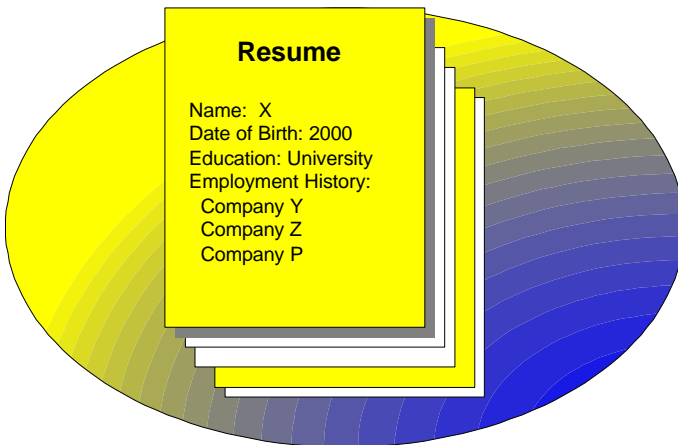 Resume
Name: X
Date of Birth: 2000
Education: University
Employment History:
Company Y
Company Z
Company P